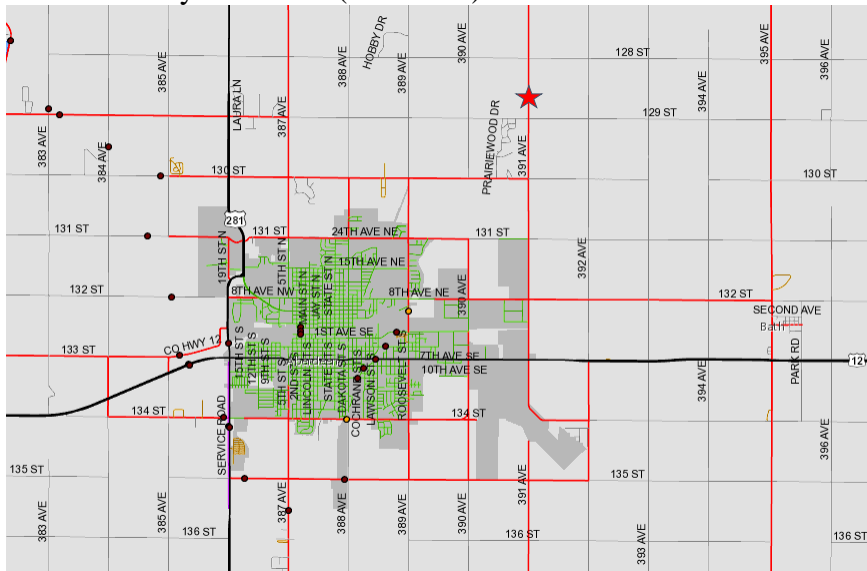 HOBBY DR
385 AVE
388 AVE
389 AVE
390 AVE
395 AVE
396 AVE
128 ST
LAURA LN
387 AVE
383 AVE
384 AVE
PRAIRIEWOOD DR
391 AVE
129 ST
394 AVE
130 ST
130 ST
281
131 ST
19TH ST N
131 ST
5TH ST N
24TH AVE NE
131 ST
392 AVE
15TH AVE NE
MAIN ST N
JAY ST N
STATE ST N
132 ST
8TH AVE NW
8TH AVE NE
390 AVE
132 ST
SECOND AVE
Bath
CO HWY 12
1ST AVE SE
133 ST
15TH ST S
12TH ST S
9TH ST S
5TH ST S
2ND S
LINCOLN ST S
STATE ST S
DAKOTA ST S
COCHRANE ST S
LAWSON ST S
ROOSEVELT ST S
7TH AVE SE
10TH AVE SE
12
394 AVE
PARK RD
134 ST
134 ST
SERVICE ROAD
396 AVE
135 ST
135 ST
383 AVE
385 AVE
387 AVE
388 AVE
389 AVE
390 AVE
391 AVE
393 AVE
136 ST
136 ST
136 ST